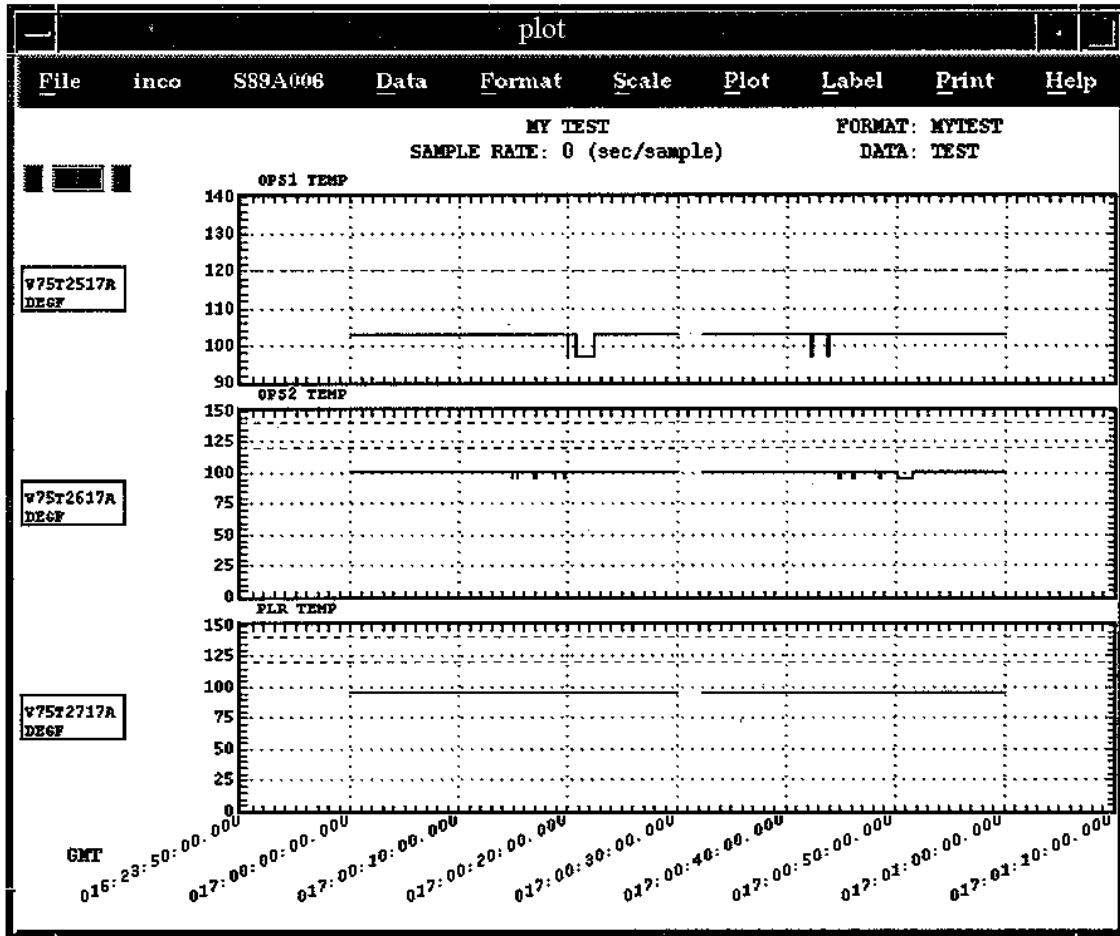 plot
File inco S89A006 Data Format Scale Plot Label Print Help
MY TEST FORMAT: MYTEST
SAMPLE RATE: 0 (sec/sample) DATA: TEST
OPS1 TEMP
140
130
120
110
100
90
V75T2517A
DEGF
OPS2 TEMP
150
125
100
75
50
25
0
V75T2617A
DEGF
PLR TEMP
150
125
100
75
50
25
0
V75T2717A
DEGF
GMT
016:23:50:00.000
017:00:00:00.000
017:00:10:00.000
017:00:20:00.000
017:00:30:00.000
017:00:40:00.000
017:00:50:00.000
017:01:00:00.000
017:01:10:00.000